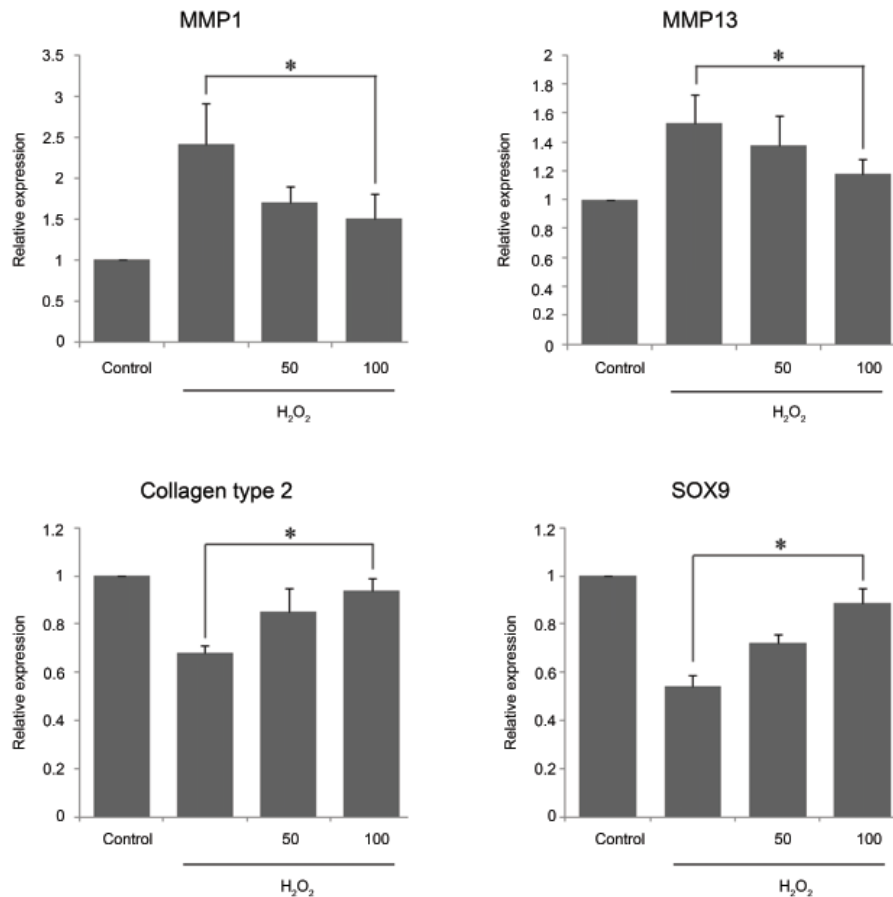 MMP1
3.5
3
2.5
2
1.5
1
0.5
0
Relative expression
*
Control
50
100
H₂O₂
MMP13
2
1.8
1.6
1.4
1.2
1
0.8
0.6
0.4
0.2
0
Relative expression
*
Control
50
100
H₂O₂
Collagen type 2
1.2
1
0.8
0.6
0.4
0.2
0
Relative expression
*
Control
50
100
H₂O₂
SOX9
1.2
1
0.8
0.6
0.4
0.2
0
Relative expression
*
Control
50
100
H₂O₂